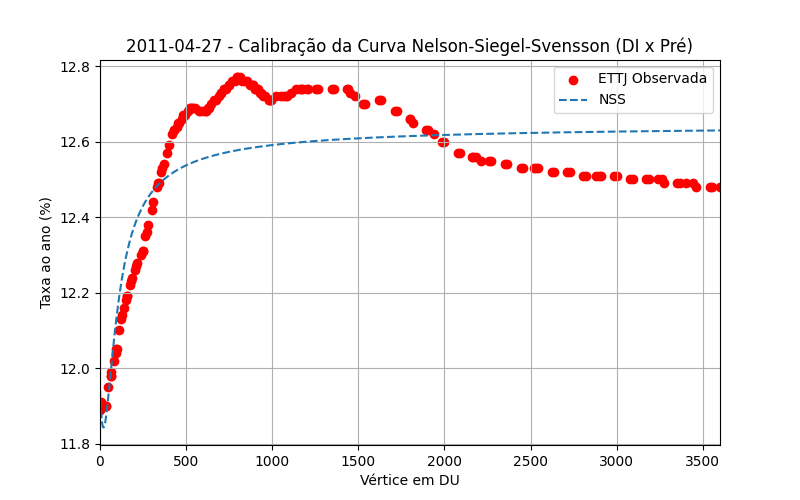 2011-04-27 - Calibração da Curva Nelson-Siegel-Svensson (DI x Pré)
ETTJ Observada
NSS
Taxa ao ano (%)
12.8
12.6
12.4
12.2
12.0
11.8
0 500 1000 1500 2000 2500 3000 3500
Vértice em DU